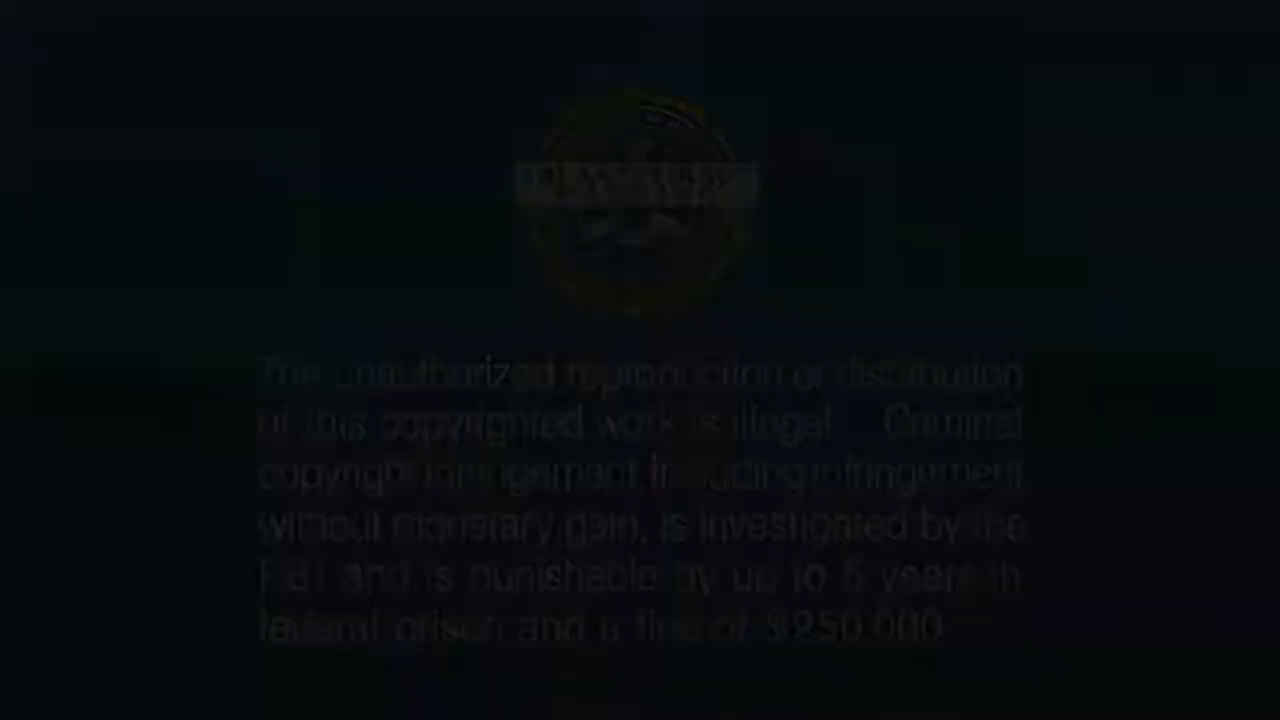 The unauthorized reproduction or distribution
of this copyrighted work is illegal. Criminal
copyright infringement, including infringement
without monetary gain, is investigated by the
FBI and is punishable by up to 5 years in
federal prison and a fine of $250,000.